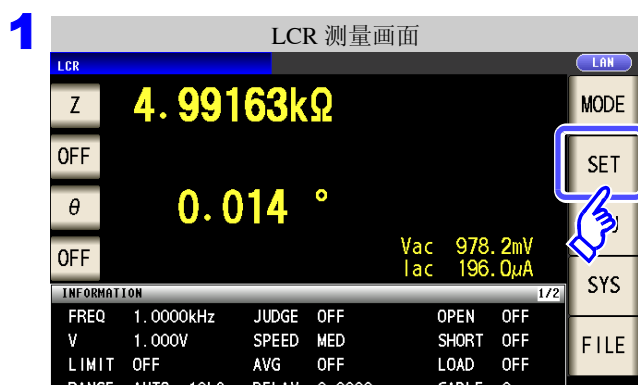 1
LCR 测量画面
LCR LAN
Z 4.99163kΩ MODE
OFF SET
θ 0.014 °
OFF Vac 978.2mV
Iac 196.0µA SYS
INFORMATION 1/2
FREQ 1.0000kHz JUDGE OFF OPEN OFF
V 1.000V SPEED MED SHORT OFF FILE
LIMIT OFF AVG OFF LOAD OFF